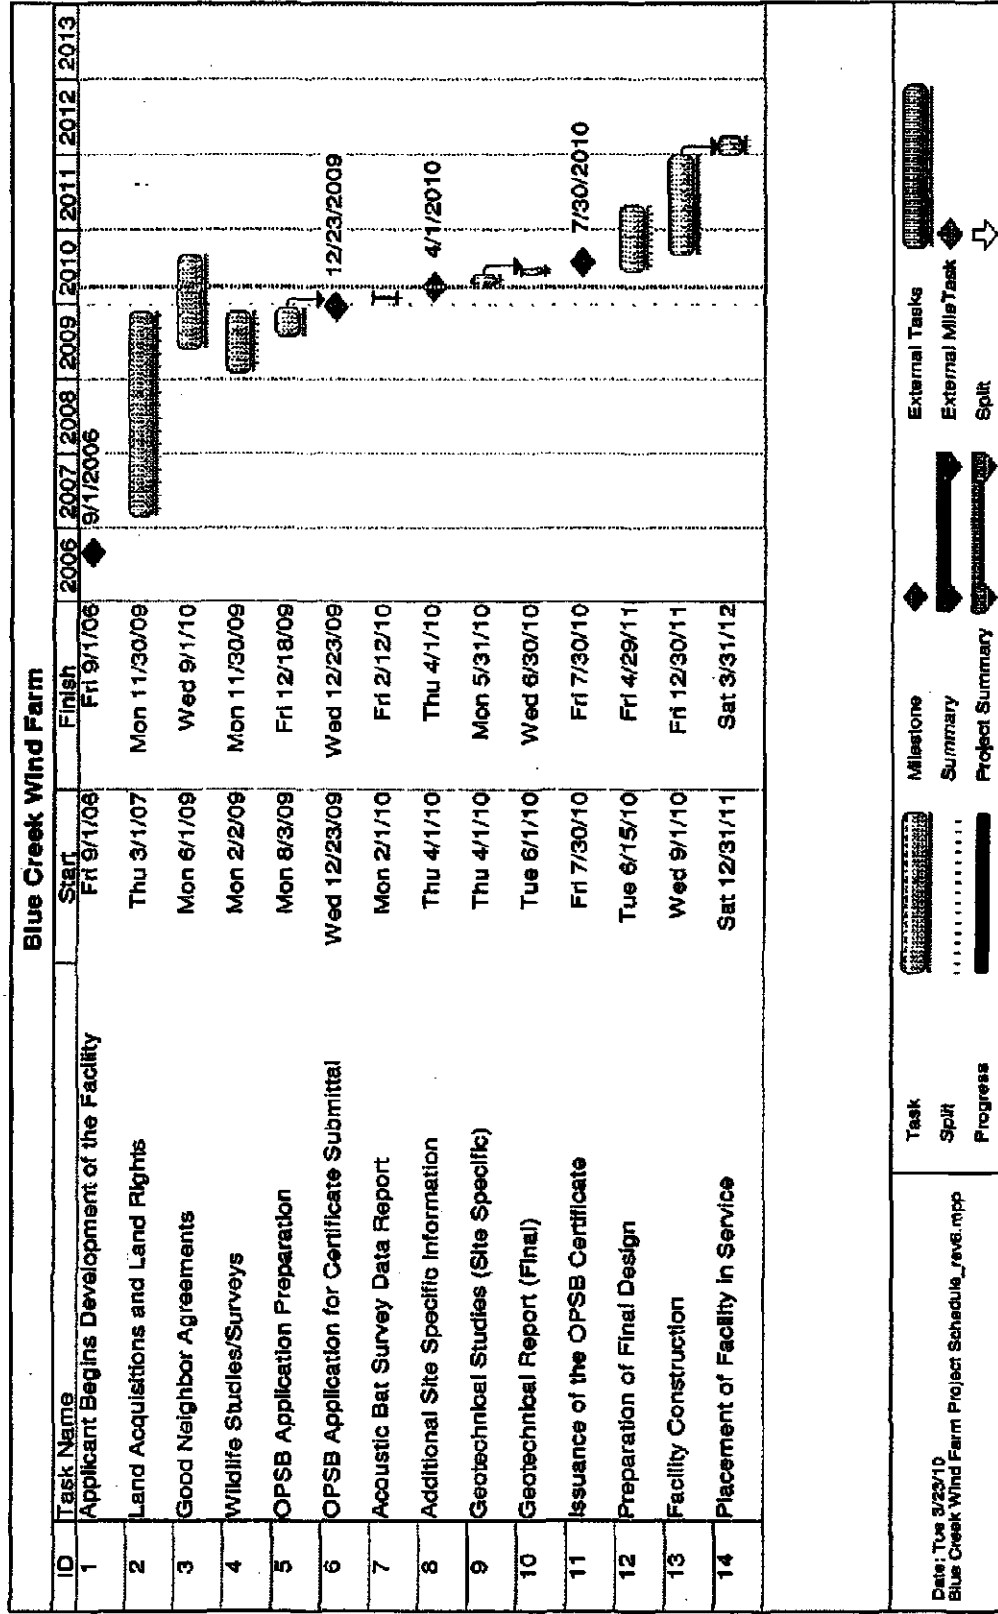 Blue Creek Wind Farm
ID Task Name Start Finish 2006 2007 2008 2009 2010 2011 2012 2013
1 Applicant Begins Development of the Facility Fri 9/1/06 Fri 9/1/06 9/1/2006
2 Land Acquisitions and Land Rights Thu 3/1/07 Mon 11/30/09
3 Good Neighbor Agreements Mon 6/1/09 Wed 9/1/10
4 Wildlife Studies/Surveys Mon 2/2/09 Mon 11/30/09
5 OPSB Application Preparation Mon 8/3/09 Fri 12/18/09
6 OPSB Application for Certificate Submittal Wed 12/23/09 Wed 12/23/09 12/23/2009
7 Acoustic Bat Survey Data Report Mon 2/1/10 Fri 2/12/10
8 Additional Site Specific Information Thu 4/1/10 Thu 4/1/10 4/1/2010
9 Geotechnical Studies (Site Specific) Thu 4/1/10 Mon 5/31/10
10 Geotechnical Report (Final) Tue 6/1/10 Wed 6/30/10
11 Issuance of the OPSB Certificate Fri 7/30/10 Fri 7/30/10 7/30/2010
12 Preparation of Final Design Tue 6/15/10 Fri 4/29/11
13 Facility Construction Wed 9/1/10 Fri 12/30/11
14 Placement of Facility In Service Sat 12/31/11 Sat 3/31/12
Date: Tue 3/23/10
Blue Creek Wind Farm Project Schedule_rev6.mpp
Task Milestone External Tasks
Split Summary External MileTask
Progress Project Summary Split